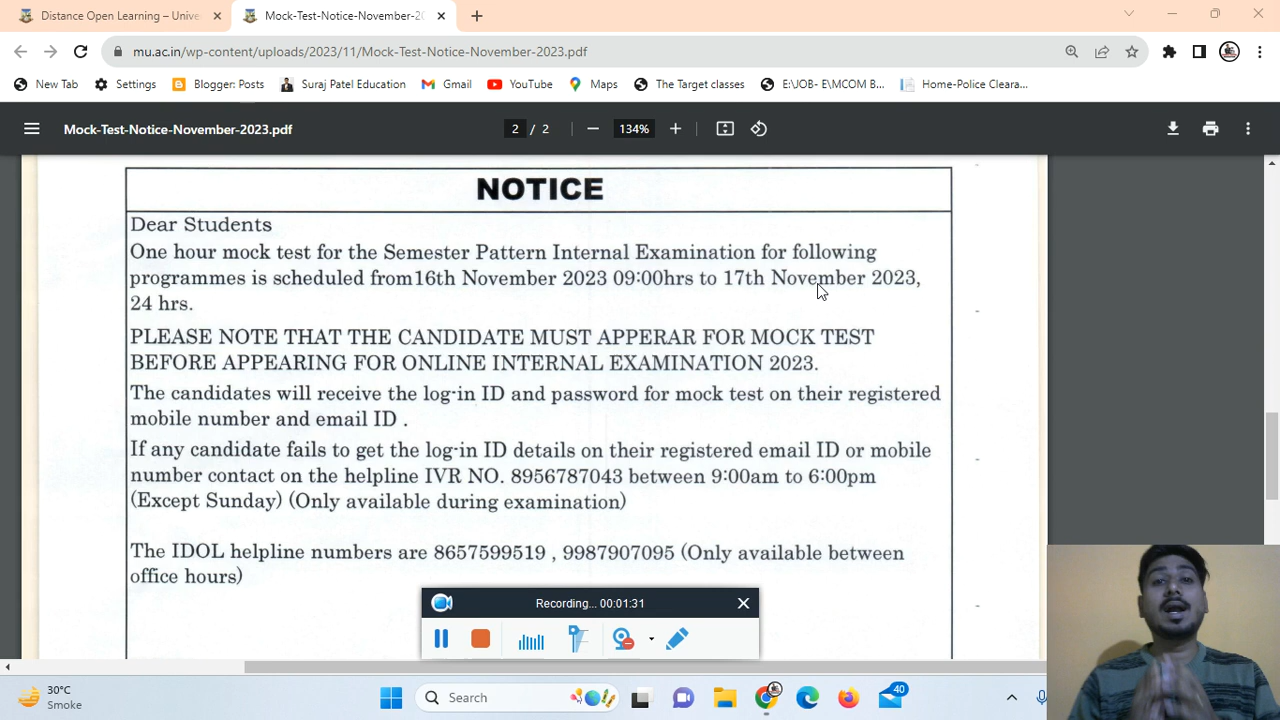 Distance Open Learning – Unive
Mock-Test-Notice-November-20
mu.ac.in/wp-content/uploads/2023/11/Mock-Test-Notice-November-2023.pdf
New Tab Settings Blogger: Posts Suraj Patel Education Gmail YouTube Maps The Target classes E:\JOB- E\MCOM B... Home-Police Cleara...
Mock-Test-Notice-November-2023.pdf 2 / 2 134%
NOTICE
Dear Students
One hour mock test for the Semester Pattern Internal Examination for following
programmes is scheduled from16th November 2023 09:00hrs to 17th November 2023,
24 hrs.
PLEASE NOTE THAT THE CANDIDATE MUST APPERAR FOR MOCK TEST
BEFORE APPEARING FOR ONLINE INTERNAL EXAMINATION 2023.
The candidates will receive the log-in ID and password for mock test on their registered
mobile number and email ID .
If any candidate fails to get the log-in ID details on their registered email ID or mobile
number contact on the helpline IVR NO. 8956787043 between 9:00am to 6:00pm
(Except Sunday) (Only available during examination)
The IDOL helpline numbers are 8657599519 , 9987907095 (Only available between
office hours)
Recording... 00:01:31
30°C
Smoke
Search
40